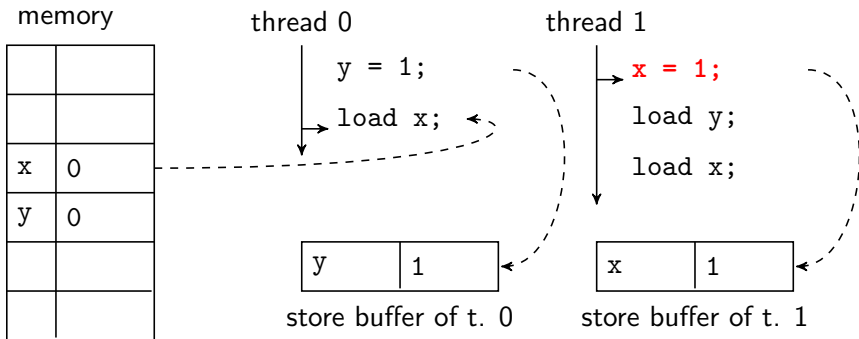 memory
x 0
y 0
thread 0
y = 1;
load x;
y 1
store buffer of t. 0
thread 1
x = 1;
load y;
load x;
x 1
store buffer of t. 1